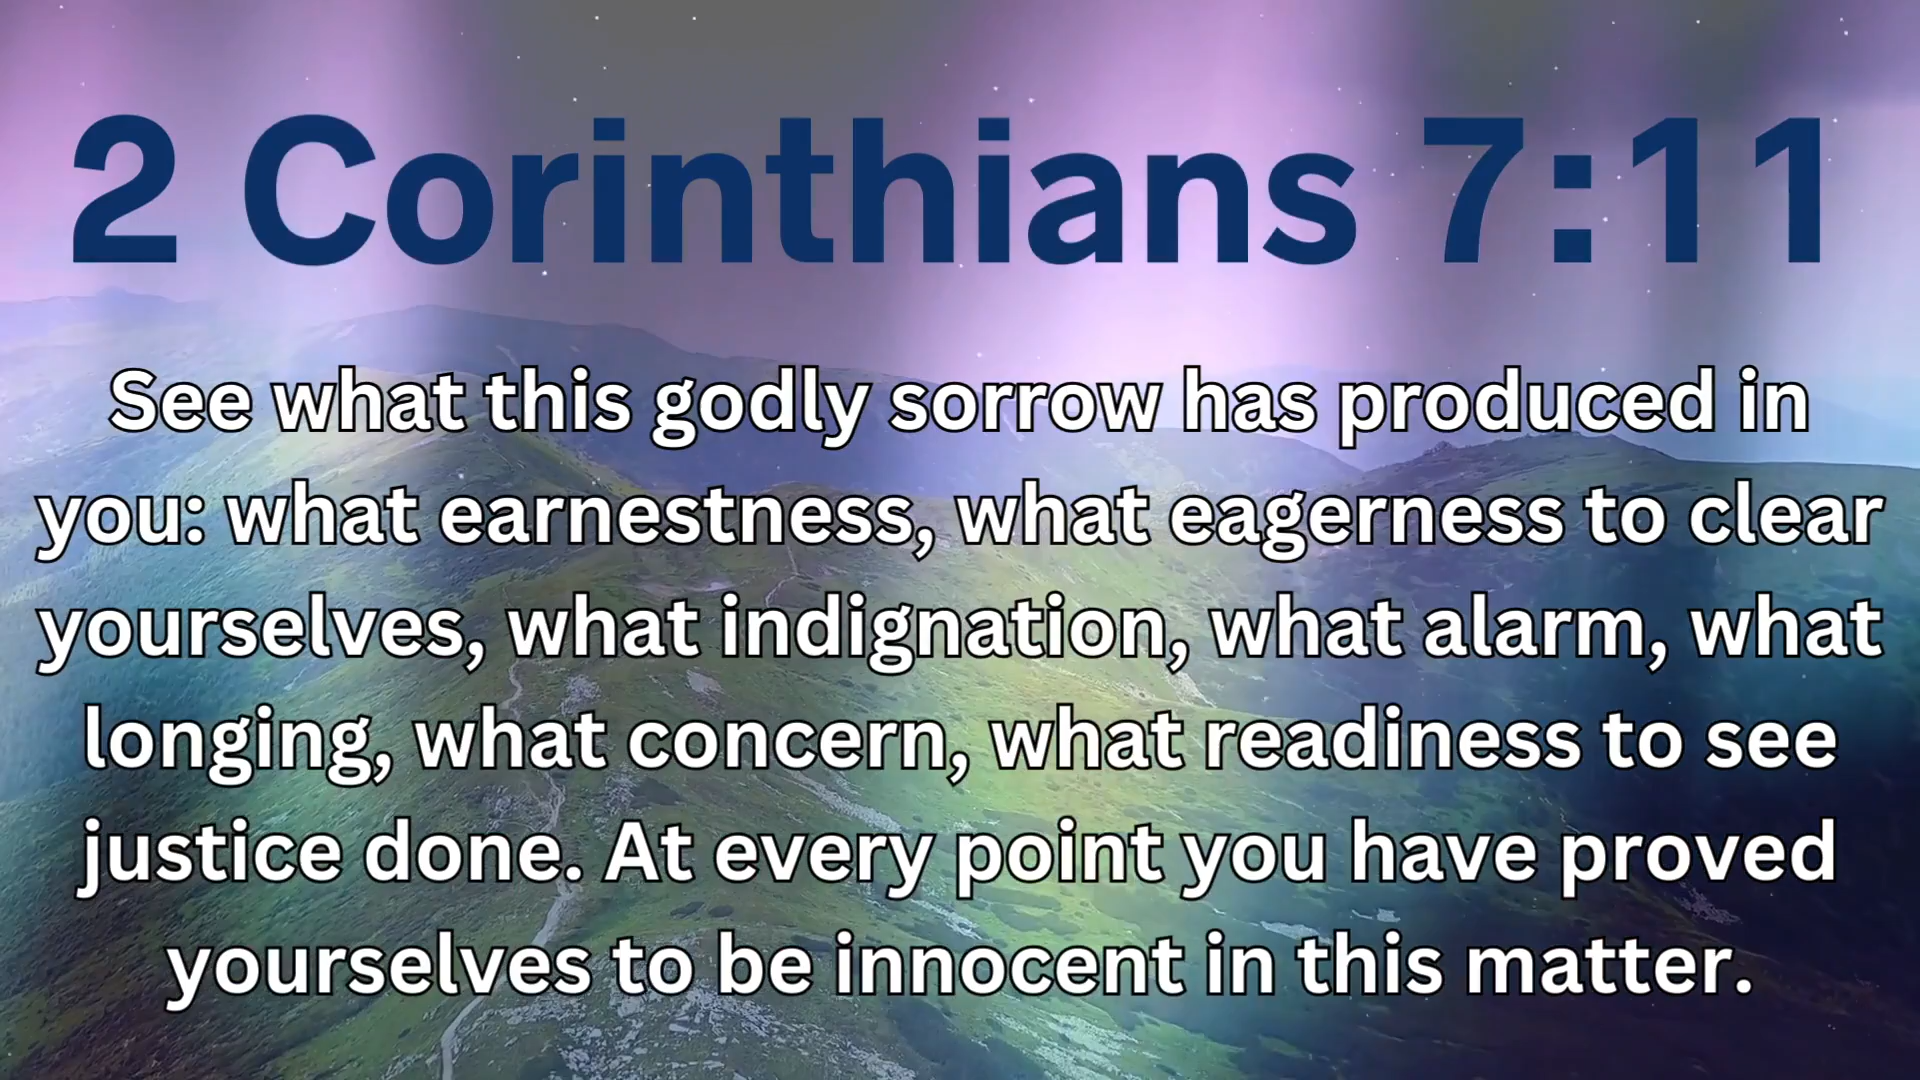 2 Corinthians 7:11
See what this godly sorrow has produced in
you: what earnestness, what eagerness to clear
yourselves, what indignation, what alarm, what
longing, what concern, what readiness to see
justice done. At every point you have proved
yourselves to be innocent in this matter.